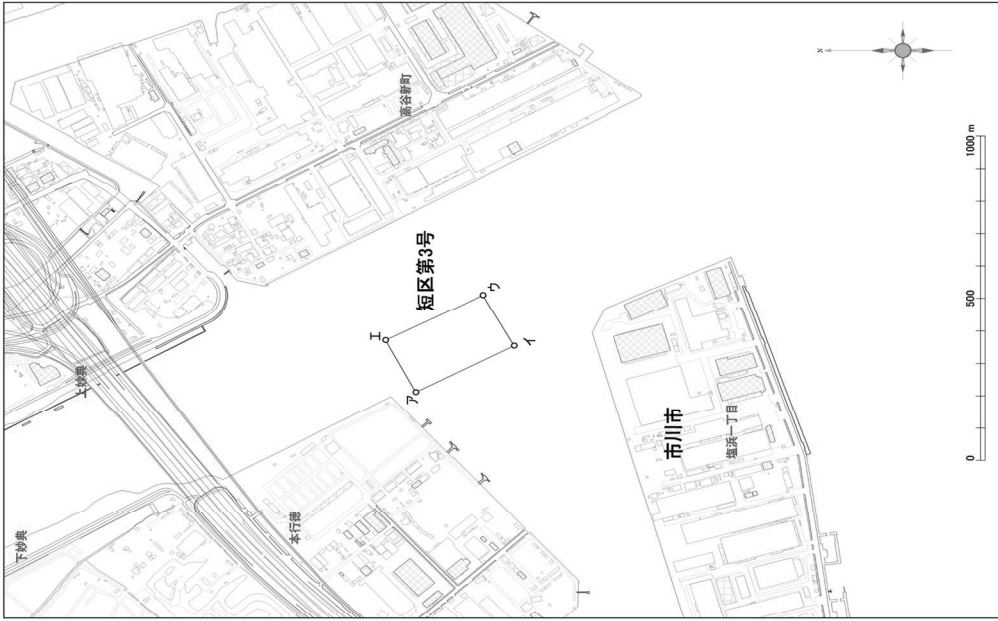 高谷新町
N
短区第3号
エ
ウ
ア
イ
上妙典
下妙典
本行徳
市川市
塩浜一丁目
0
500
1000 m